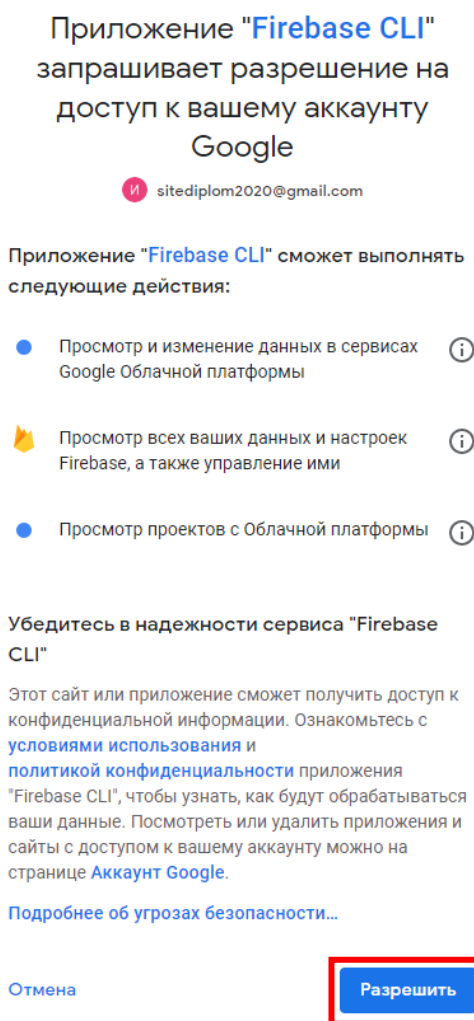 Приложение "Firebase CLI"
запрашивает разрешение на
доступ к вашему аккаунту
Google
И sitediplom2020@gmail.com
Приложение "Firebase CLI" сможет выполнять
следующие действия:
Просмотр и изменение данных в сервисах
Google Облачной платформы
Просмотр всех ваших данных и настроек
Firebase, а также управление ими
Просмотр проектов с Облачной платформы
Убедитесь в надежности сервиса "Firebase
CLI"
Этот сайт или приложение сможет получить доступ к
конфиденциальной информации. Ознакомьтесь с
условиями использования и
политикой конфиденциальности приложения
"Firebase CLI", чтобы узнать, как будут обрабатываться
ваши данные. Посмотреть или удалить приложения и
сайты с доступом к вашему аккаунту можно на
странице Аккаунт Google.
Подробнее об угрозах безопасности…
Отмена Разрешить